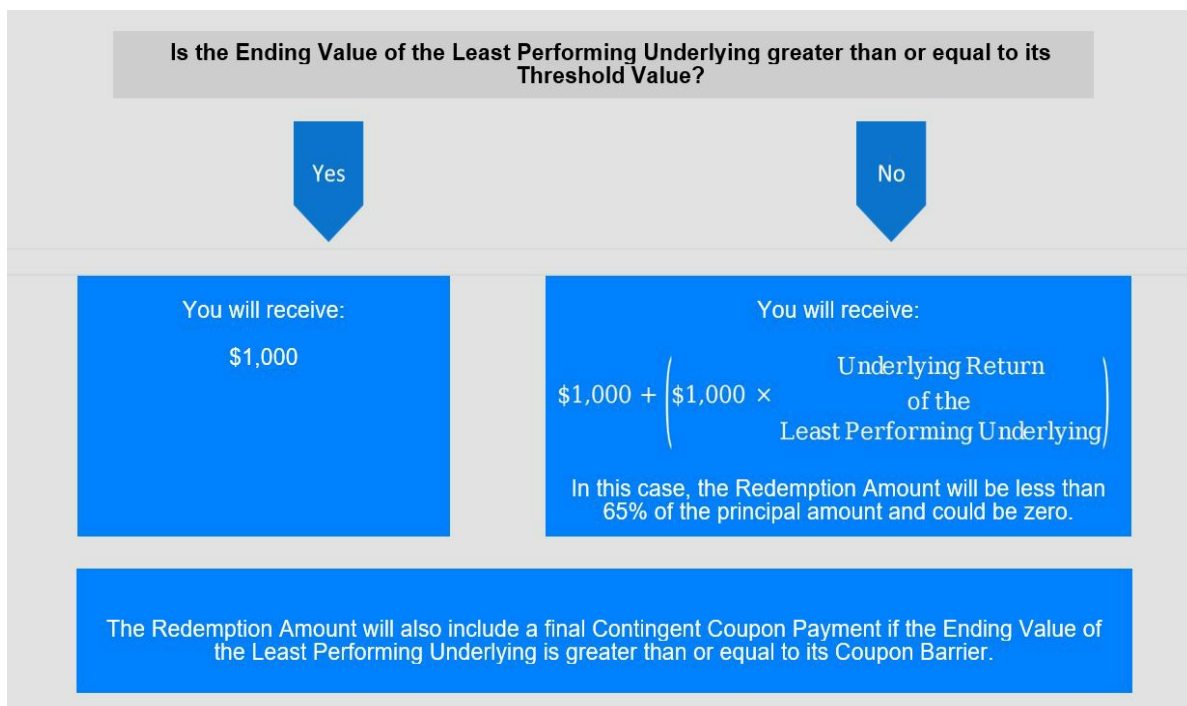 Is the Ending Value of the Least Performing Underlying greater than or equal to its
Threshold Value?
Yes
No
You will receive:
$1,000
You will receive:
$1,000 + ($1,000 × Underlying Return
of the
Least Performing Underlying)
In this case, the Redemption Amount will be less than
65% of the principal amount and could be zero.
The Redemption Amount will also include a final Contingent Coupon Payment if the Ending Value of
the Least Performing Underlying is greater than or equal to its Coupon Barrier.